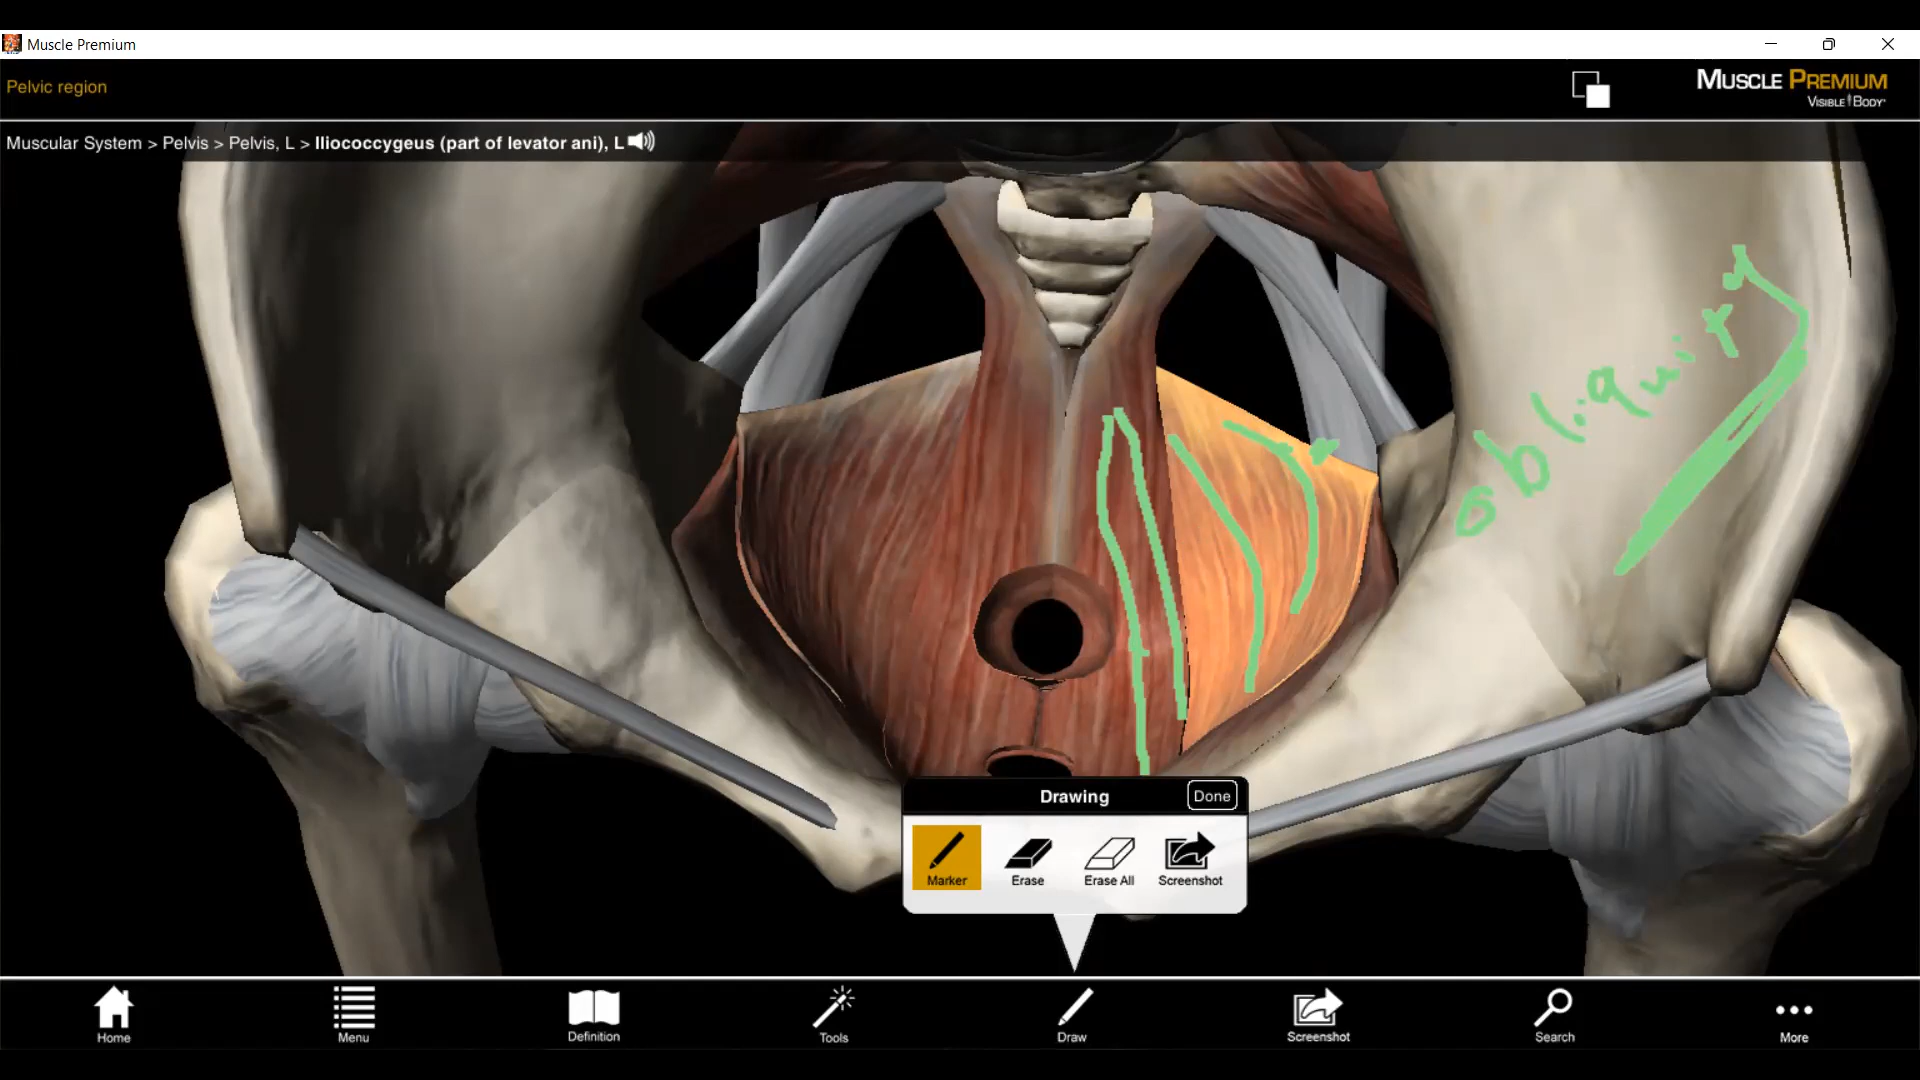 Muscle Premium
Pelvic region
MUSCLE PREMIUM
VISIBLE BODY
Muscular System > Pelvis > Pelvis, L > Iliococcygeus (part of levator ani), L
Drawing
Done
Marker
Erase
Erase All
Screenshot
Home
Menu
Definition
Tools
Draw
Screenshot
Search
More